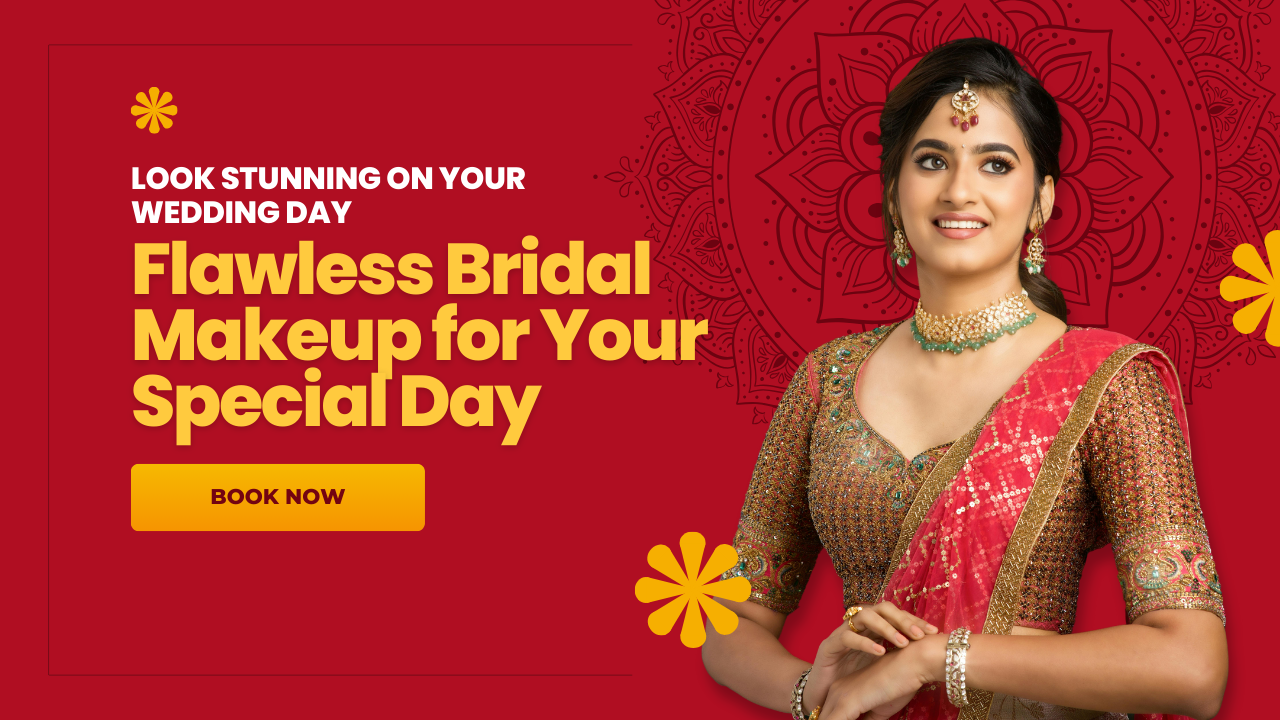 LOOK STUNNING ON YOUR
WEDDING DAY
Flawless Bridal
Makeup for Your
Special Day
BOOK NOW